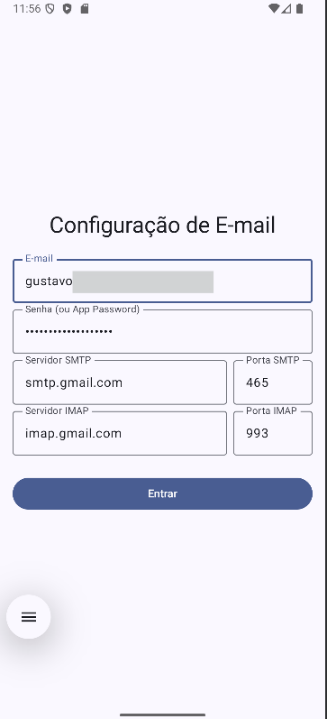 11:56
Configuração de E-mail
E-mail
gustavo
Senha (ou App Password)
•••••••••••••••••••
Servidor SMTP
Porta SMTP
smtp.gmail.com
465
Servidor IMAP
Porta IMAP
imap.gmail.com
993
Entrar